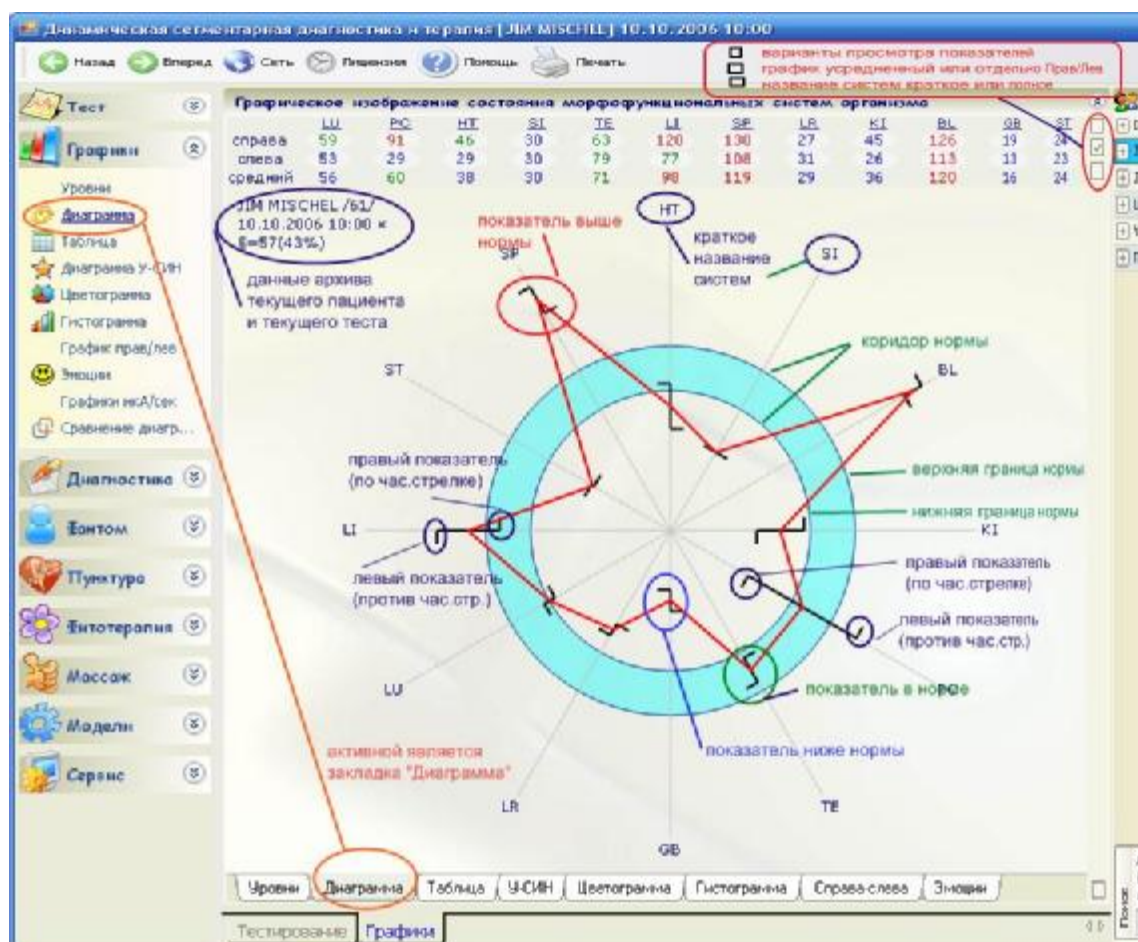 Динамическая сегментарная диагностика и терапия [JIM MISCHEL] 10.10.2006 10:00
Назад Вперед Сеть Лицензия Помощь Печать
варианты просмотра показателей
график усредненный или отдельно Прав/Лев
название систем краткое или полное
Тест
Графики
Уровни
Диаграмма
Таблица
Диаграмма У-СИН
Цветограмма
Гистограмма
График прав/лев
Эмоции
Графики мкА/сек
Сравнение диагр...
Диагностика
Фантом
Пунктура
Фитотерапия
Массаж
Модели
Сервис
Графическое изображение состояния морфофункциональных систем организма
LU PC HT SI TE LI SP LR KI BL GB ST
справа 59 91 46 30 63 120 130 27 45 126 19 24
слева 53 29 29 30 79 77 108 31 26 113 13 23
средний 56 60 38 30 71 98 119 29 36 120 16 24
JIM MISCHEL /61/
10.10.2006 10:00 ж
E=57(43%)
данные архива
текущего пациента
и текущего теста
показатель выше
нормы
HT
краткое
название
систем
SI
SP
коридор нормы
ST
BL
правый показатель
(по час.стрелке)
верхняя граница нормы
нижняя граница нормы
LI
KI
левый показатель
(против час.стр.)
правый показатель
(по час.стрелке)
левый показатель
(против час.стр.)
LU
показатель в норме
показатель ниже нормы
активной является
закладка "Диаграмма"
LR
TE
GB
Уровни Диаграмма Таблица У-СИН Цветограмма Гистограмма Справа-слева Эмоции
Тестирование Графики
Поиск